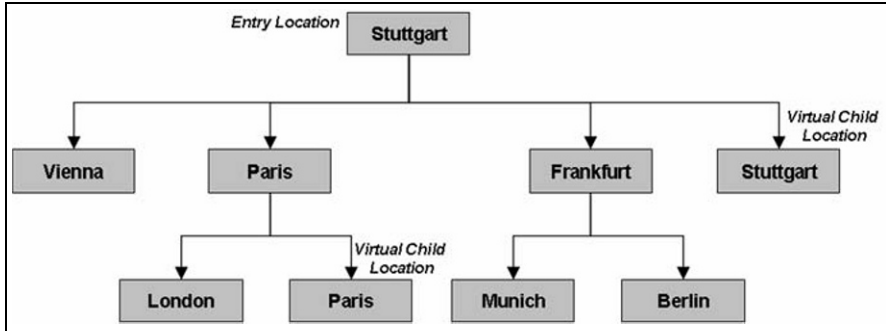 Entry Location
Stuttgart
Virtual Child
Location
Vienna
Paris
Frankfurt
Stuttgart
Virtual Child
Location
London
Paris
Munich
Berlin